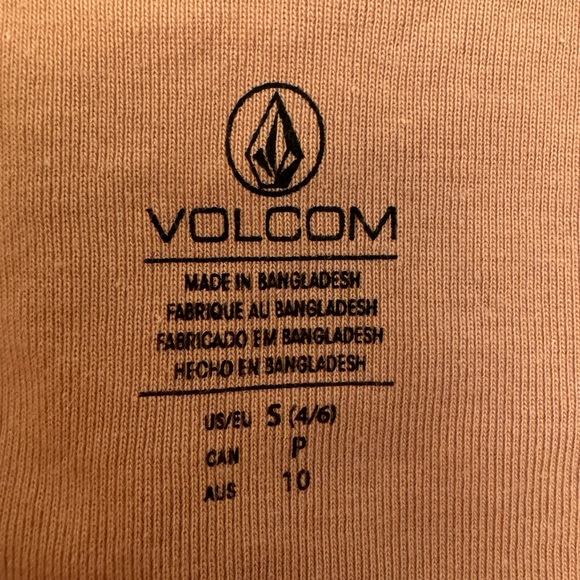 VOLCOM
MADE IN BANGLADESH
FABRIQUE AU BANGLADESH
FABRICADO EM BANGLADESH
HECHO EN BANGLADESH
US/EU S (4/6)
CAN P
AUS 10